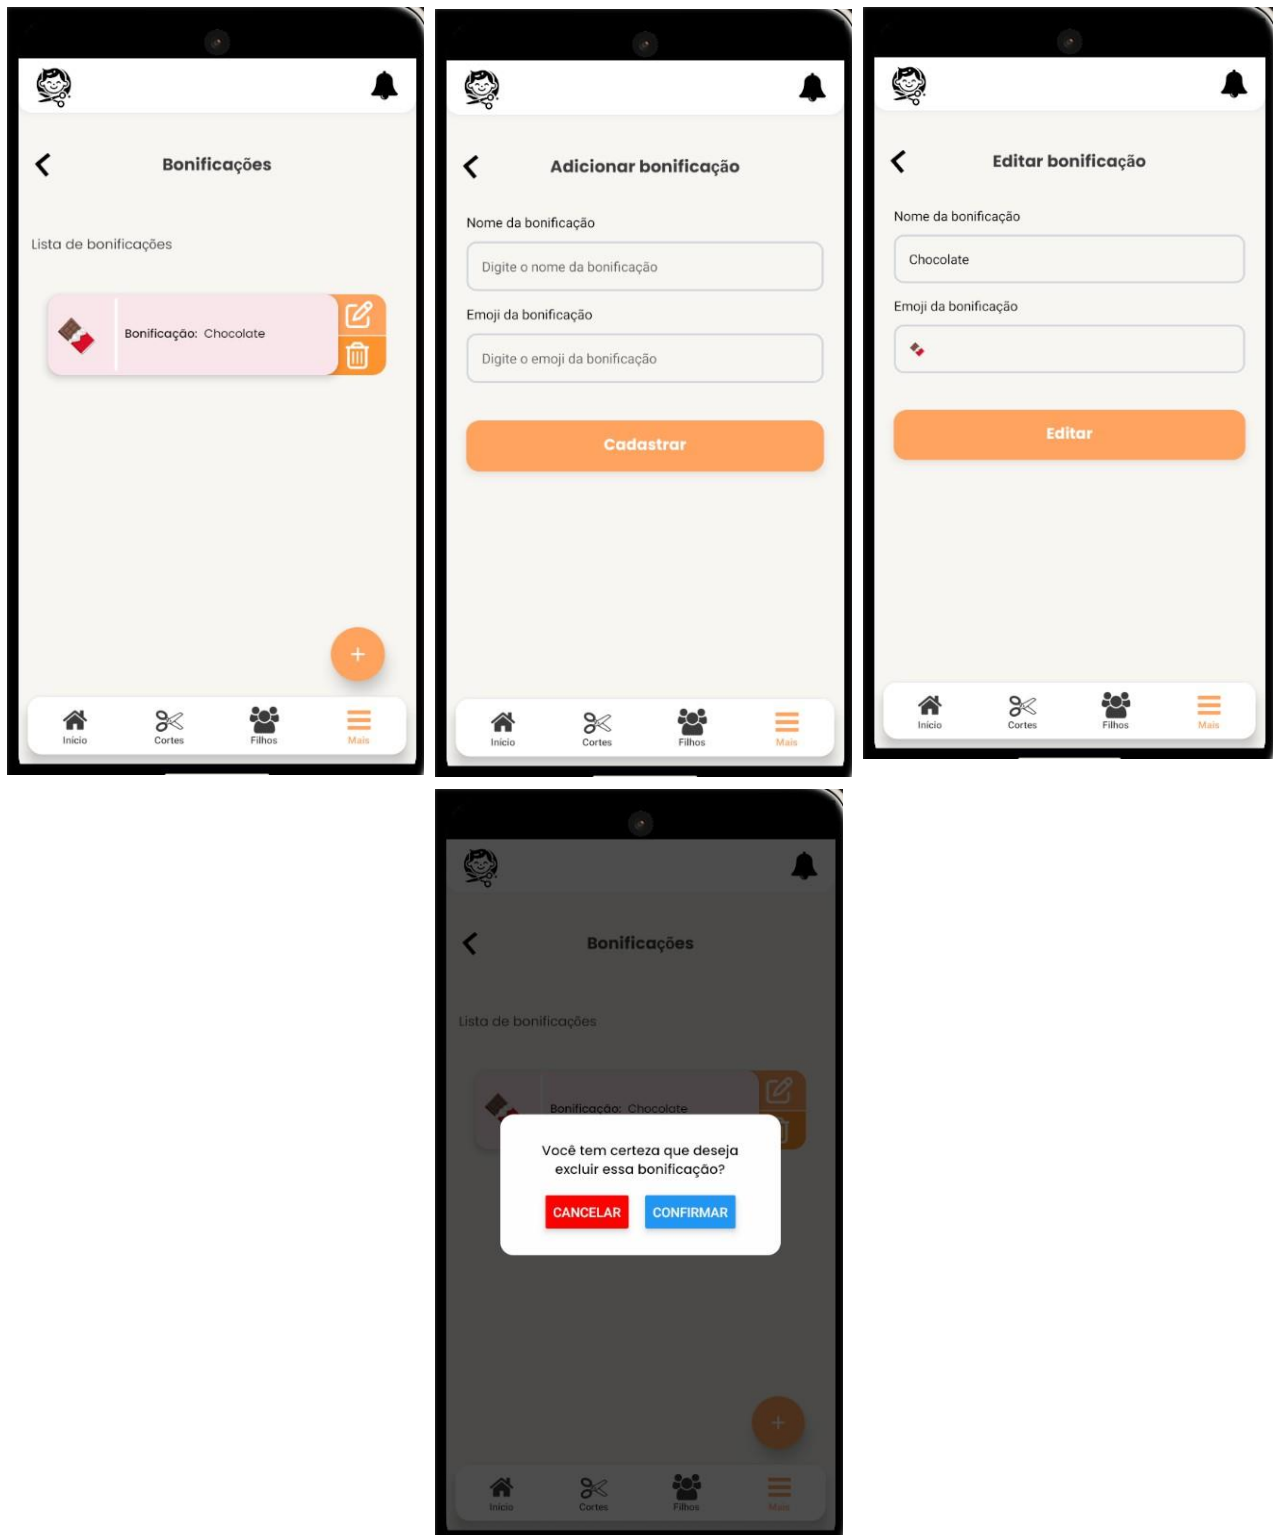 Bonificações
Lista de bonificações
Bonificação: Chocolate
+
Início
Cortes
Filhos
Mais
Adicionar bonificação
Nome da bonificação
Digite o nome da bonificação
Emoji da bonificação
Digite o emoji da bonificação
Cadastrar
Início
Cortes
Filhos
Mais
Editar bonificação
Nome da bonificação
Chocolate
Emoji da bonificação
Editar
Início
Cortes
Filhos
Mais
Bonificações
Lista de bonificações
Bonificação: Chocolate
Você tem certeza que deseja
excluir essa bonificação?
CANCELAR
CONFIRMAR
+
Início
Cortes
Filhos
Mais